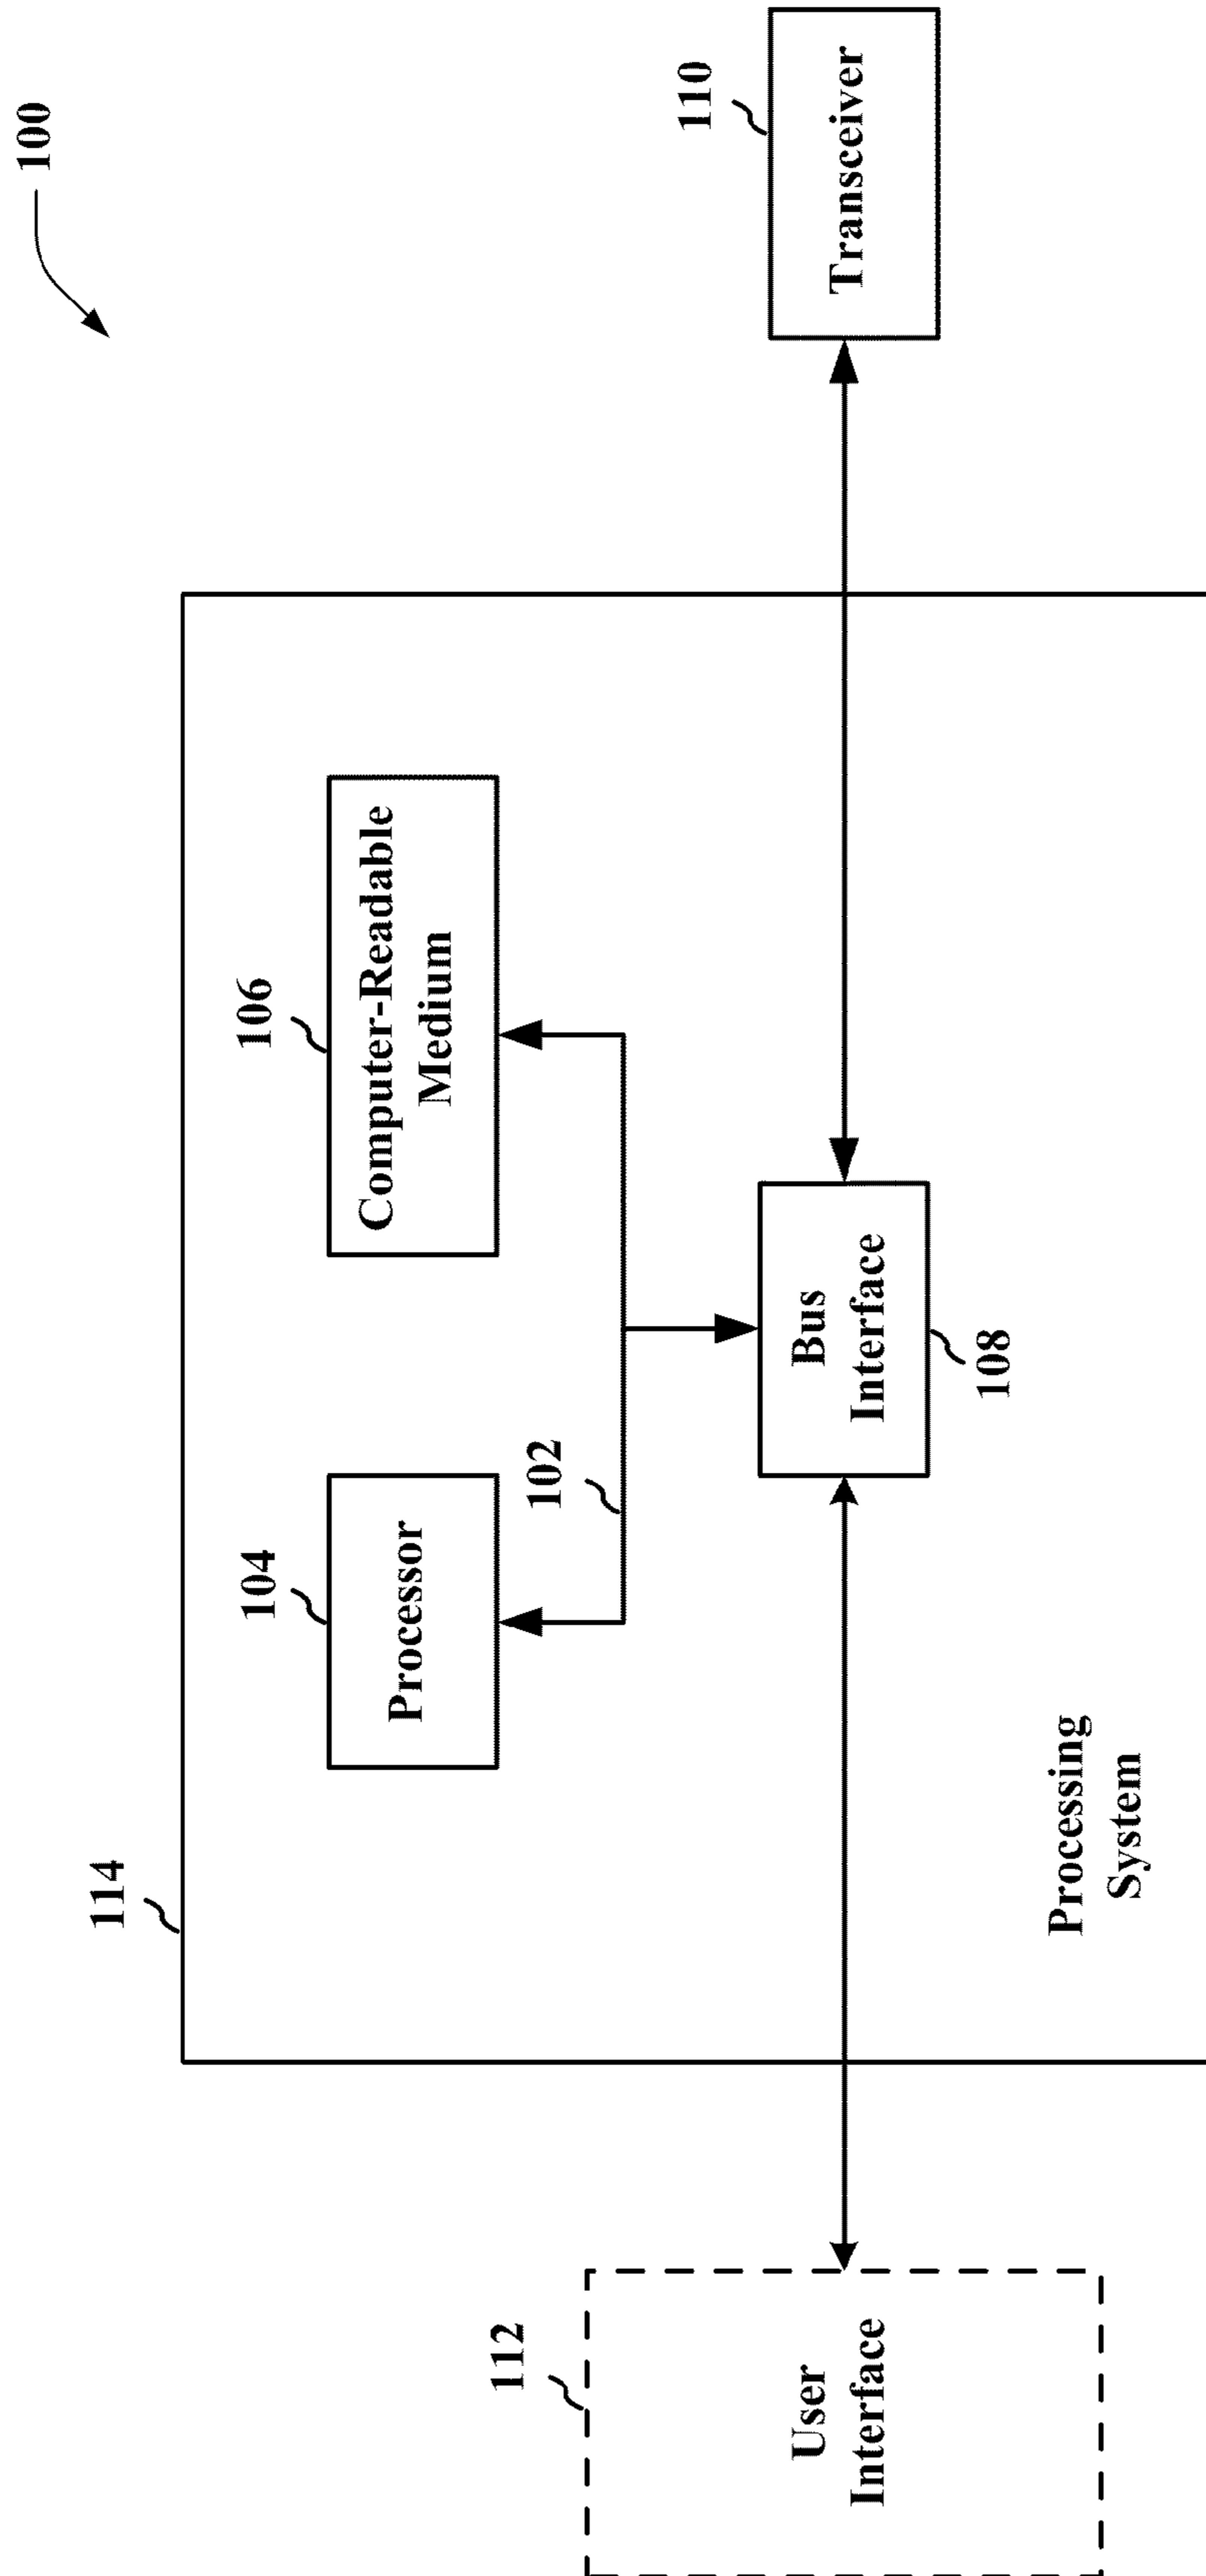 100
114
104
Processor
106
Computer-Readable
Medium
102
112
User
Interface
Bus
Interface
108
110
Transceiver
Processing
System